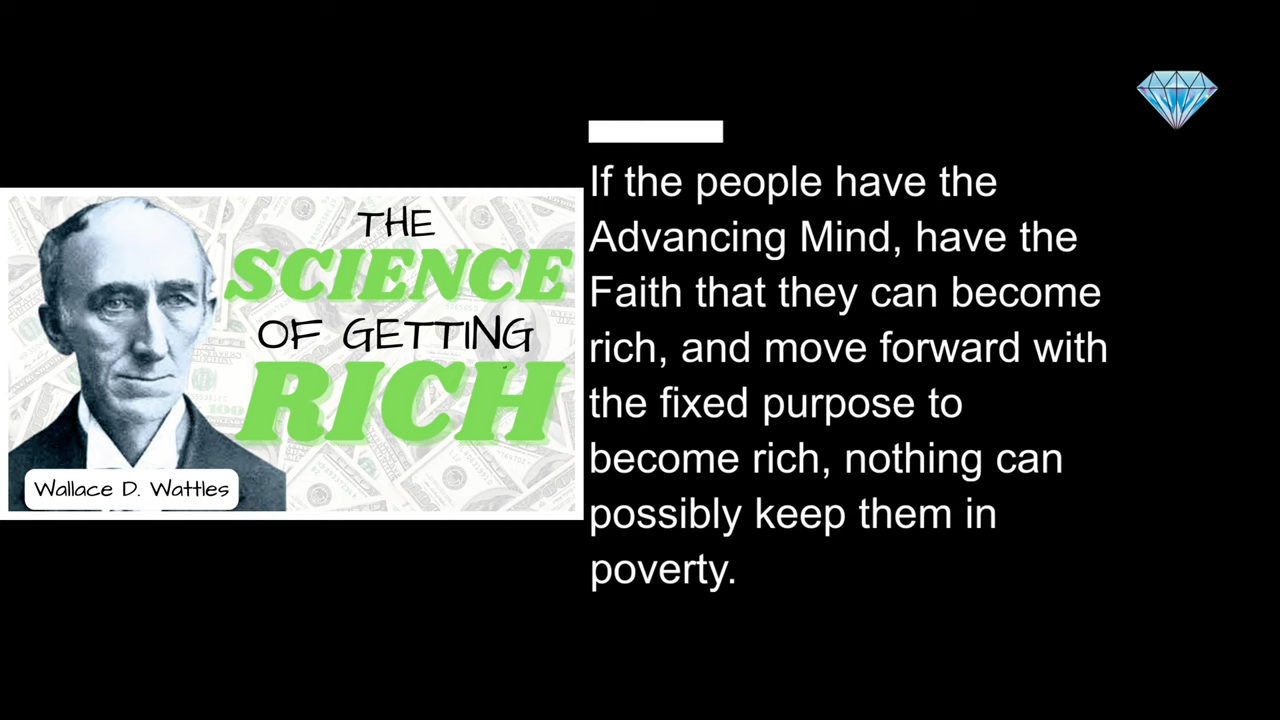 THE
SCIENCE
OF GETTING
RICH
Wallace D. Wattles
If the people have the
Advancing Mind, have the
Faith that they can become
rich, and move forward with
the fixed purpose to
become rich, nothing can
possibly keep them in
poverty.